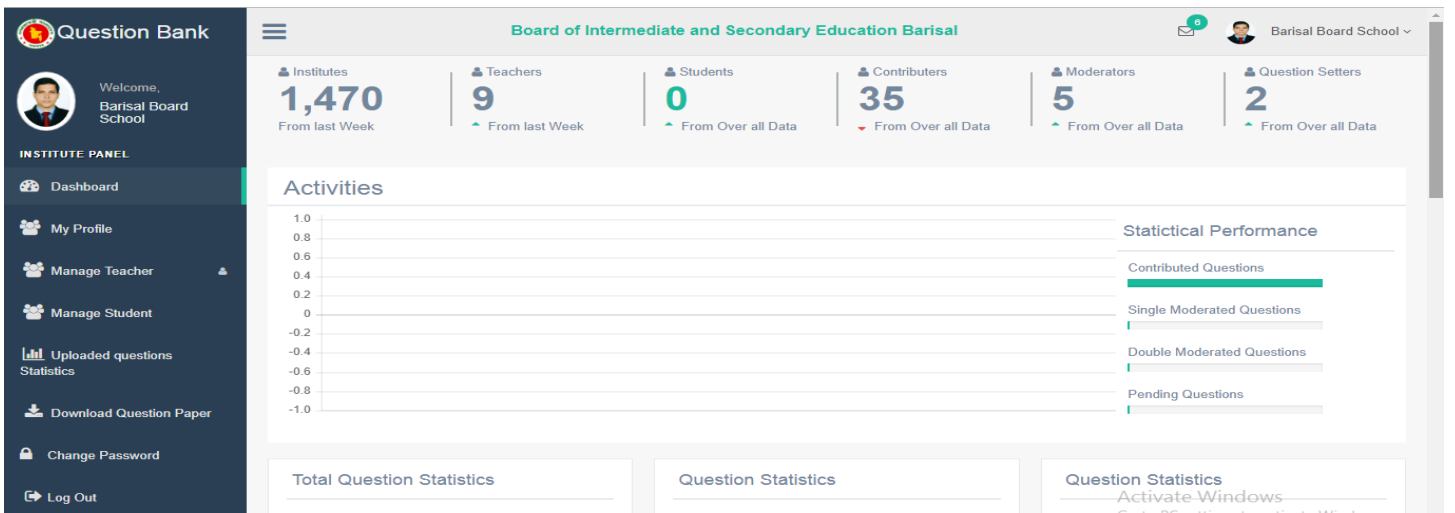 Question Bank
Board of Intermediate and Secondary Education Barisal
6
Barisal Board School
Welcome,
Barisal Board
School
INSTITUTE PANEL
Dashboard
My Profile
Manage Teacher
Manage Student
Uploaded questions
Statistics
Download Question Paper
Change Password
Log Out
Institutes
1,470
From last Week
Teachers
9
From last Week
Students
0
From Over all Data
Contributers
35
From Over all Data
Moderators
5
From Over all Data
Question Setters
2
From Over all Data
Activities
1.0
0.8
0.6
0.4
0.2
0
-0.2
-0.4
-0.6
-0.8
-1.0
Statictical Performance
Contributed Questions
Single Moderated Questions
Double Moderated Questions
Pending Questions
Total Question Statistics
Question Statistics
Question Statistics
Activate Windows